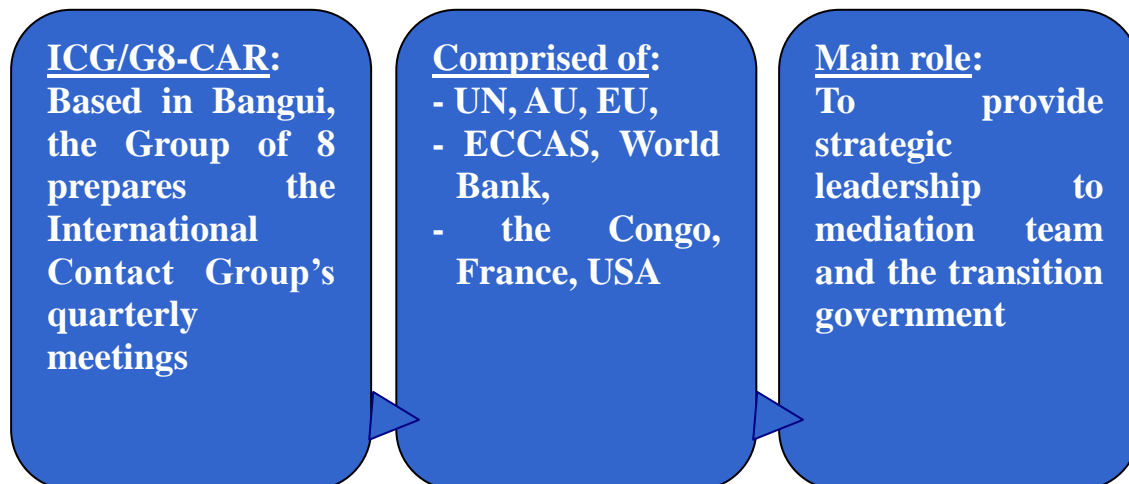 ICG/G8-CAR:
Based in Bangui,
the Group of 8
prepares the
International
Contact Group’s
quarterly
meetings
Comprised of:
- UN, AU, EU,
- ECCAS, World
Bank,
- the Congo,
France, USA
Main role:
To provide
strategic
leadership to
mediation team
and the transition
government